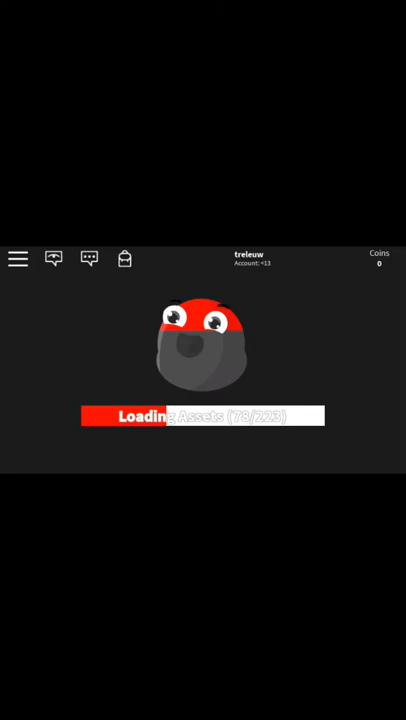 treleuw
Account: <13
Coins
0
Loading Assets (78/223)